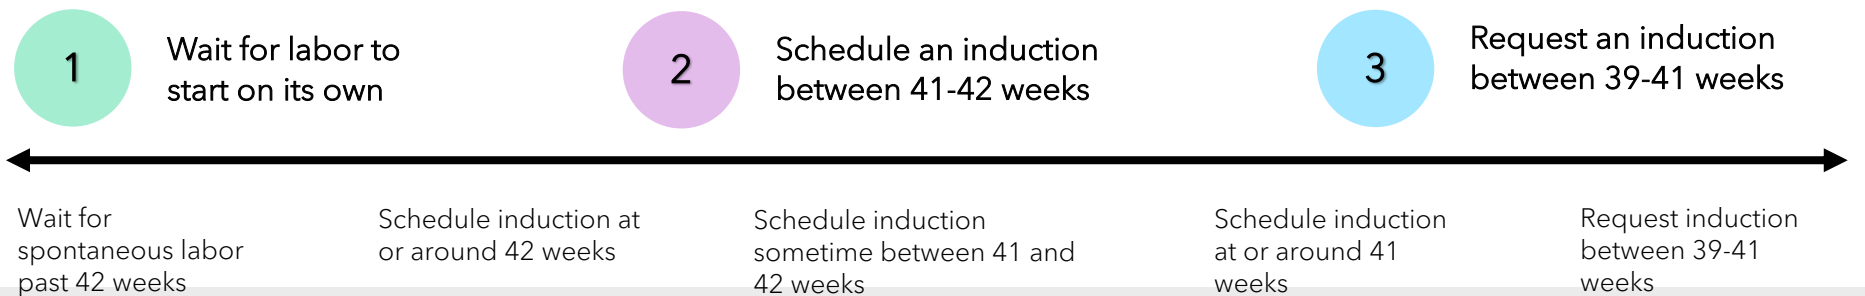 1
Wait for labor to
start on its own
2
Schedule an induction
between 41-42 weeks
3
Request an induction
between 39-41 weeks
Wait for
spontaneous labor
past 42 weeks
Schedule induction at
or around 42 weeks
Schedule induction
sometime between 41 and
42 weeks
Schedule induction
at or around 41
weeks
Request induction
between 39-41
weeks